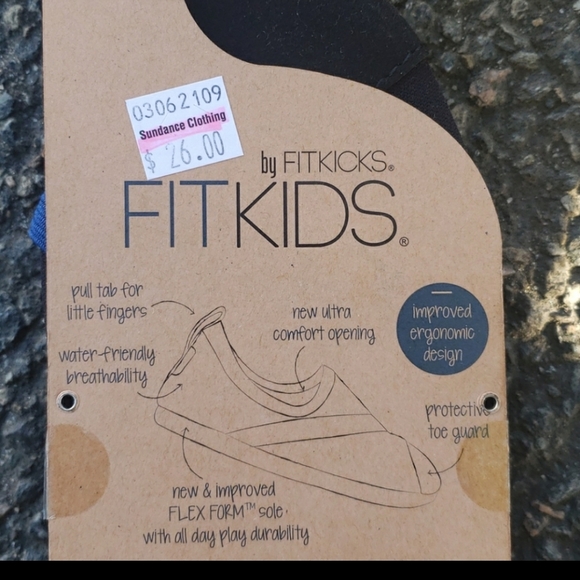 03062109
Sundance Clothing
$ 26.00
by FITKICKS®
FITKIDS®
pull tab for
little fingers
new ultra
comfort opening
improved
ergonomic
design
water-friendly
breathability
protective
toe guard
new & improved
FLEX FORM™ sole
with all day play durability